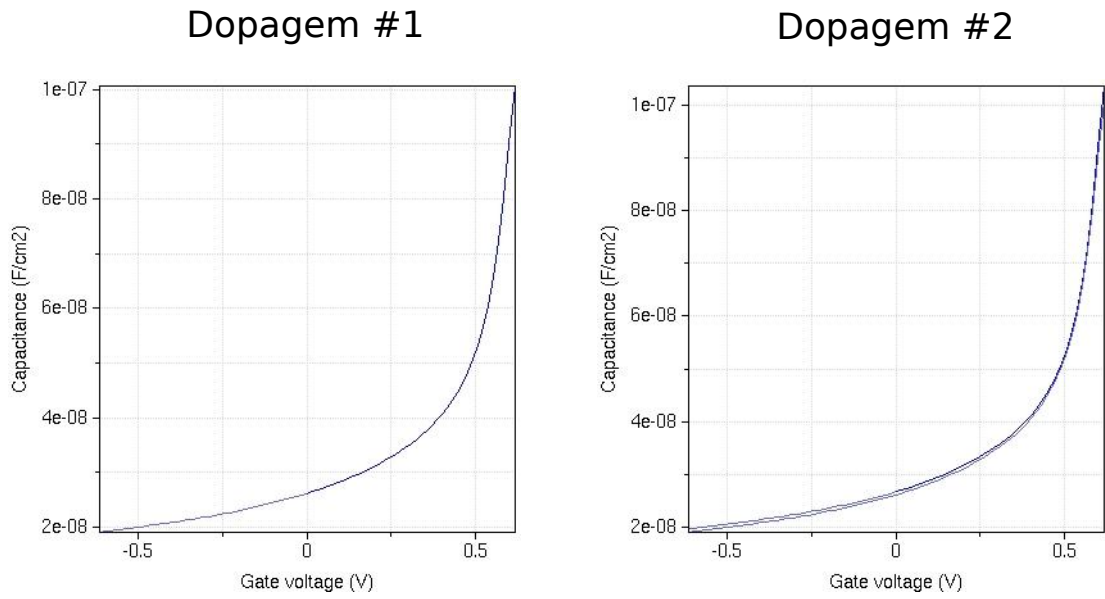 Dopagem #1
1e-07
8e-08
6e-08
4e-08
2e-08
Capacitance (F/cm2)
-0.5
0
0.5
Gate voltage (V)
Dopagem #2
1e-07
8e-08
6e-08
4e-08
2e-08
Capacitance (F/cm2)
-0.5
0
0.5
Gate voltage (V)